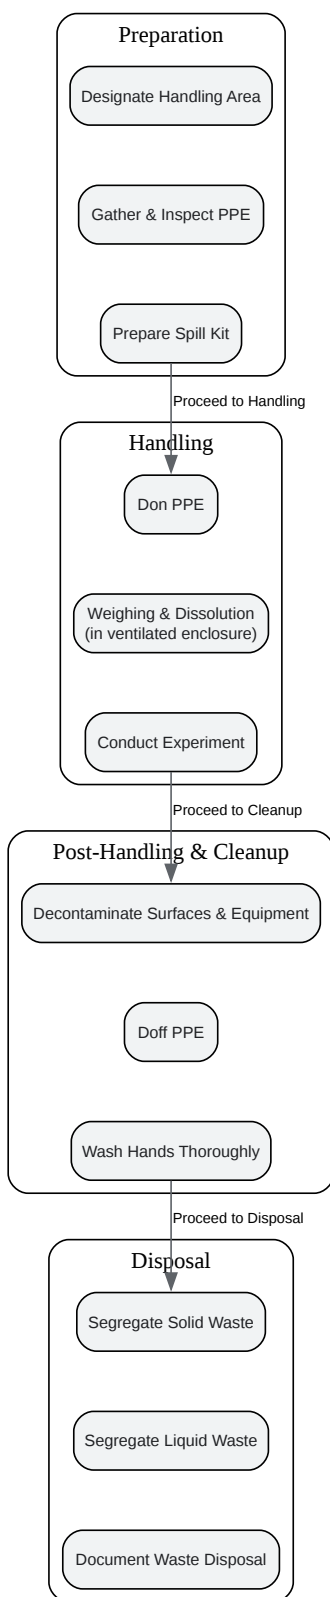 Preparation
Designate Handling Area
Gather & Inspect PPE
Prepare Spill Kit
Proceed to Handling
Handling
Don PPE
Weighing & Dissolution
(in ventilated enclosure)
Conduct Experiment
Proceed to Cleanup
Post-Handling & Cleanup
Decontaminate Surfaces & Equipment
Doff PPE
Wash Hands Thoroughly
Proceed to Disposal
Disposal
Segregate Solid Waste
Segregate Liquid Waste
Document Waste Disposal